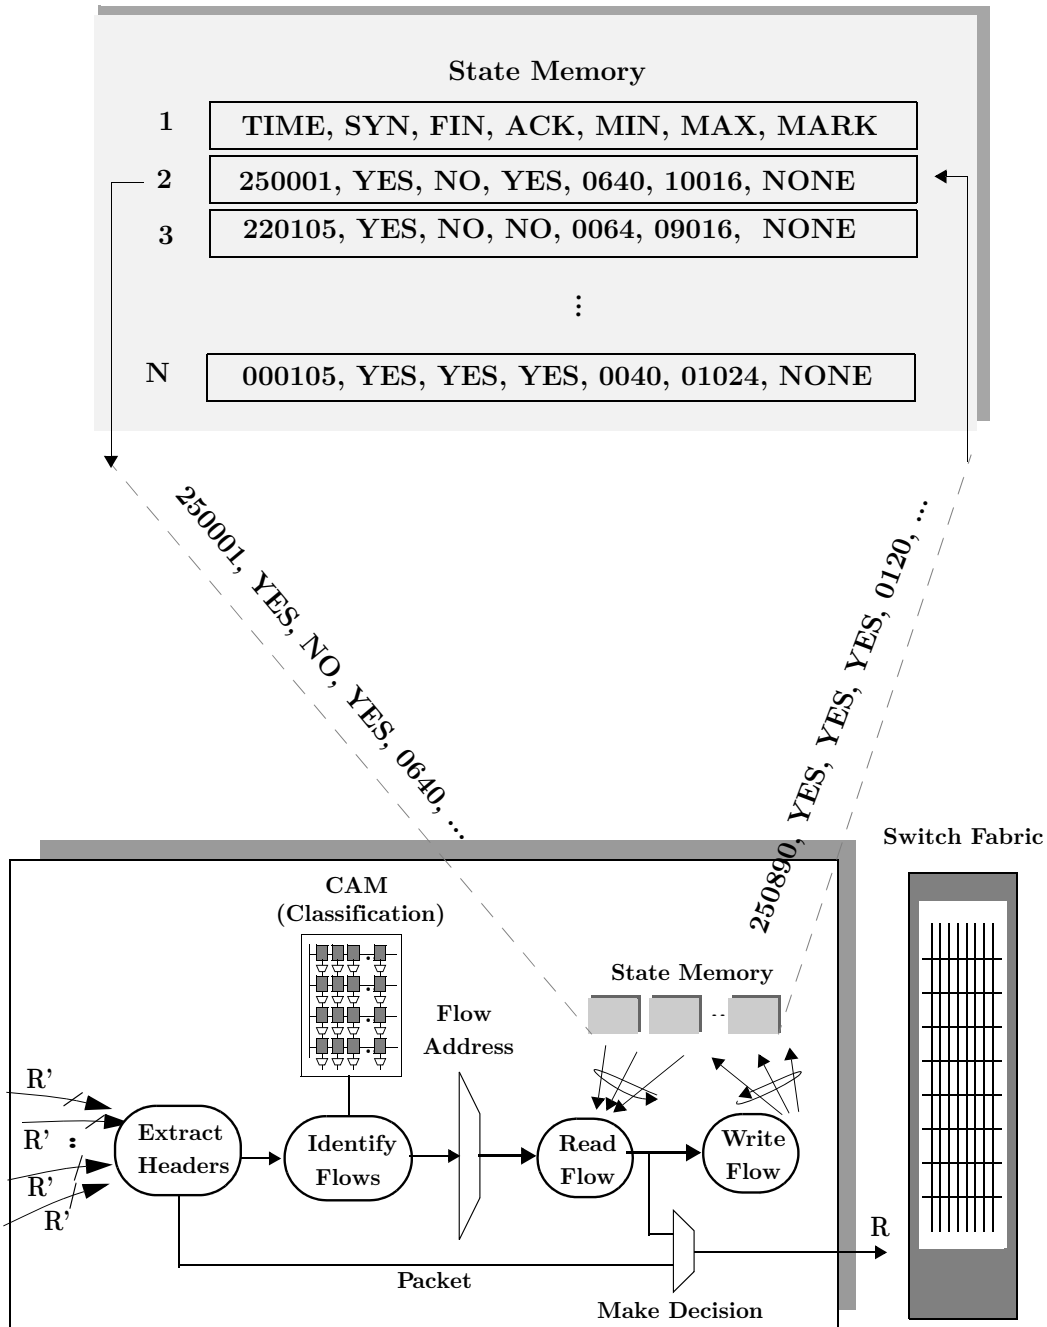 State Memory
1 TIME, SYN, FIN, ACK, MIN, MAX, MARK
2 250001, YES, NO, YES, 0640, 10016, NONE
3 220105, YES, NO, NO, 0064, 09016, NONE
⋮
N 000105, YES, YES, YES, 0040, 01024, NONE
250001, YES, NO, YES, 0640, ...
250890, YES, YES, YES, 0120, ...
Switch Fabric
CAM
(Classification)
State Memory
Flow
Address
R'
R'
R'
R'
Extract
Headers
Identify
Flows
Read
Flow
Write
Flow
R
Packet
Make Decision